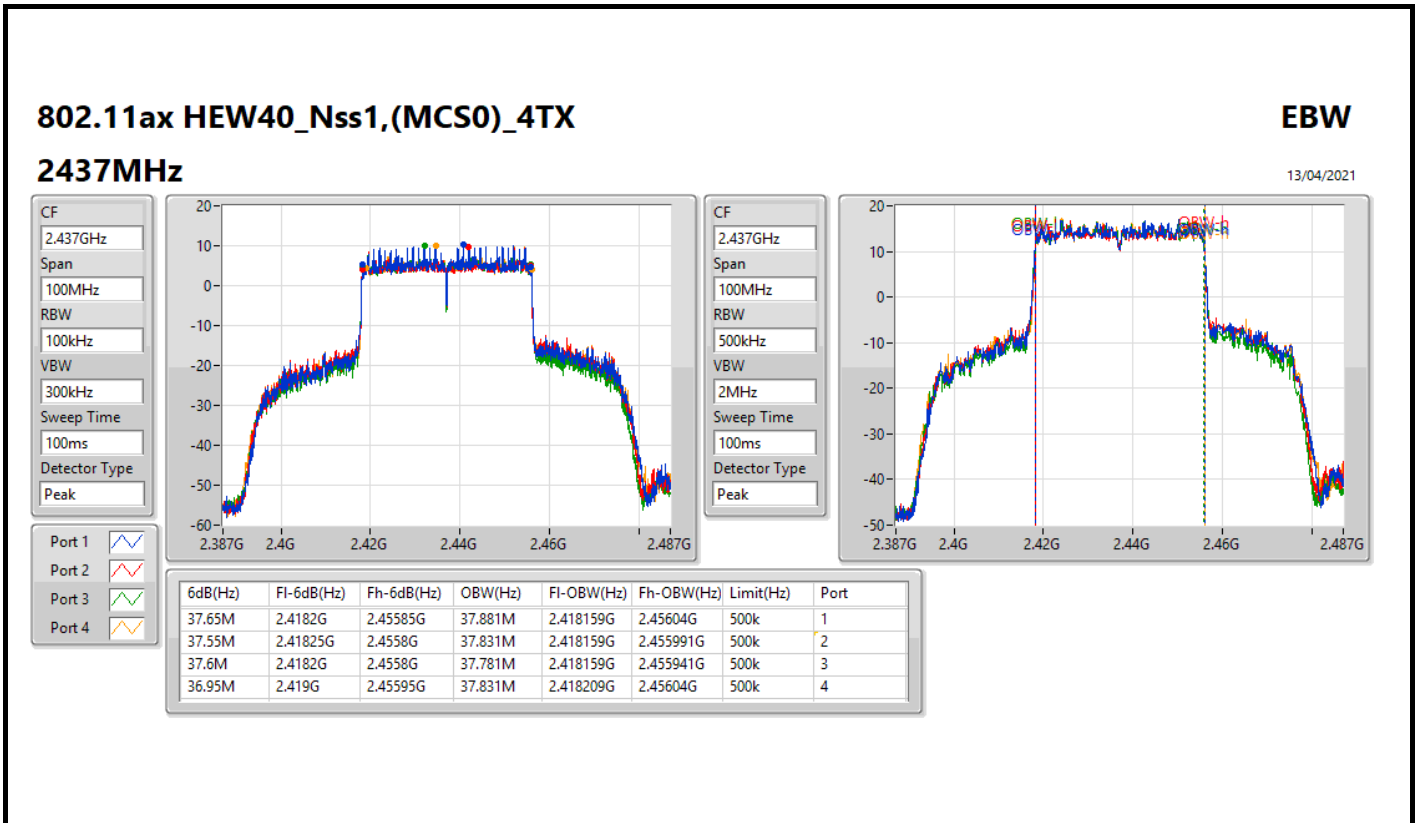 802.11ax HEW40_Nss1,(MCS0)_4TX
EBW
2437MHz
13/04/2021
CF
2.437GHz
Span
100MHz
RBW
100kHz
VBW
300kHz
Sweep Time
100ms
Detector Type
Peak
20
10
0
-10
-20
-30
-40
-50
-60
2.387G 2.4G 2.42G 2.44G 2.46G 2.487G
CF
2.437GHz
Span
100MHz
RBW
500kHz
VBW
2MHz
Sweep Time
100ms
Detector Type
Peak
20
10
0
-10
-20
-30
-40
-50
OBW-h
2.387G 2.4G 2.42G 2.44G 2.46G 2.487G
Port 1
Port 2
Port 3
Port 4
6dB(Hz) Fl-6dB(Hz) Fh-6dB(Hz) OBW(Hz) Fl-OBW(Hz) Fh-OBW(Hz) Limit(Hz) Port
37.65M 2.4182G 2.45585G 37.881M 2.418159G 2.45604G 500k 1
37.55M 2.41825G 2.4558G 37.831M 2.418159G 2.455991G 500k 2
37.6M 2.4182G 2.4558G 37.781M 2.418159G 2.455941G 500k 3
36.95M 2.419G 2.45595G 37.831M 2.418209G 2.45604G 500k 4